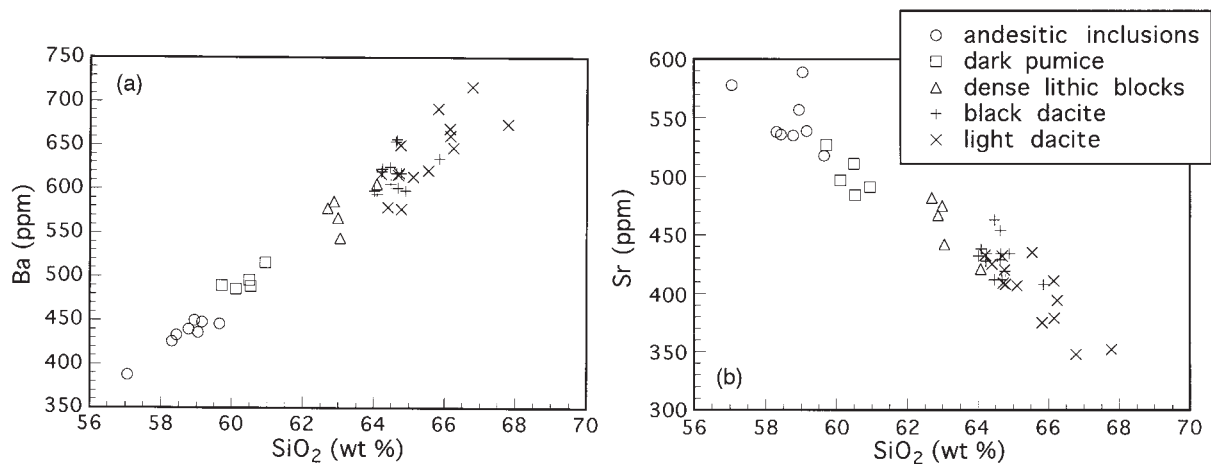 (a)
750
700
650
600
550
500
450
400
350
Ba (ppm)
56 58 60 62 64 66 68 70
SiO2 (wt %)
andesitic inclusions
dark pumice
dense lithic blocks
black dacite
light dacite
600
550
500
450
400
350
300
Sr (ppm)
(b)
56 58 60 62 64 66 68 70
SiO2 (wt %)